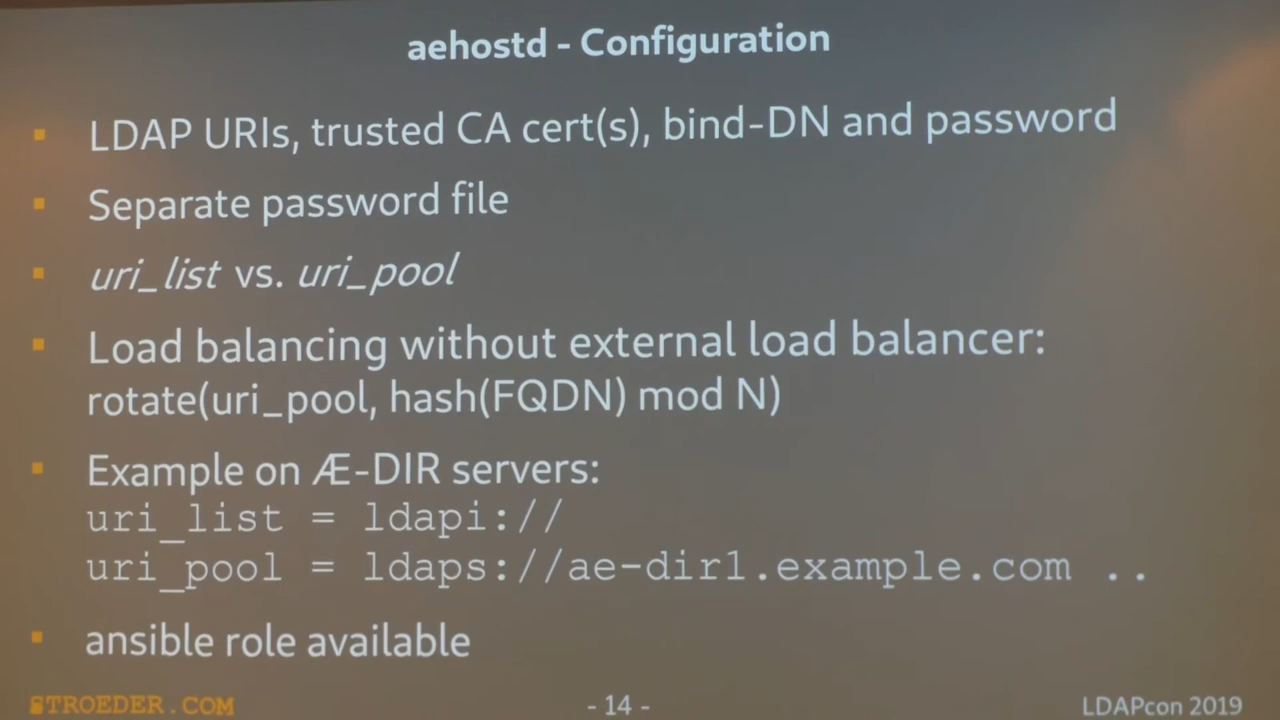 aehostd - Configuration
LDAP URIs, trusted CA cert(s), bind-DN and password
Separate password file
uri_list vs. uri_pool
Load balancing without external load balancer:
rotate(uri_pool, hash(FQDN) mod N)
Example on Æ-DIR servers:
uri_list = ldapi://
uri_pool = ldaps://ae-dir1.example.com ..
ansible role available
STROEDER.COM
- 14 -
LDAPcon 2019